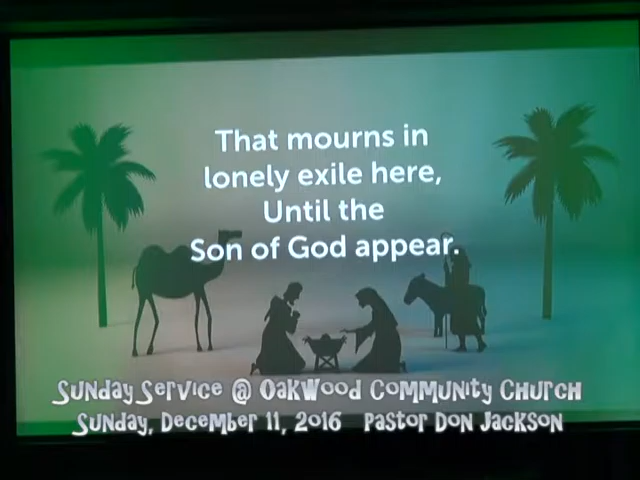 That mourns in
lonely exile here,
Until the
Son of God appear.
Sunday Service @ Oakwood Community Church
Sunday, December 11, 2016 Pastor Don Jackson